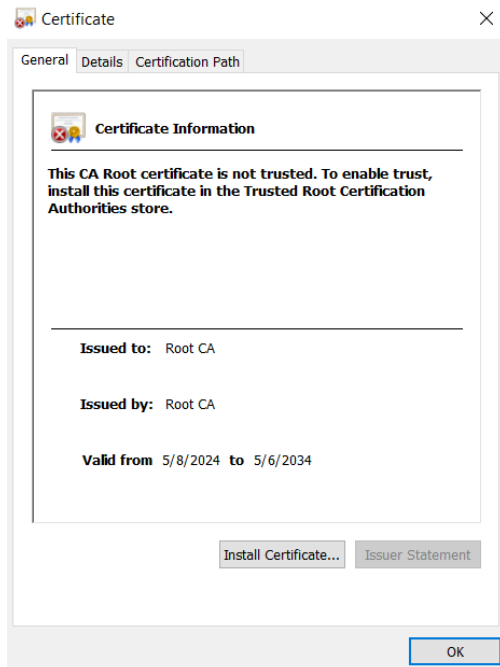 Certificate
General Details Certification Path
Certificate Information
This CA Root certificate is not trusted. To enable trust,
install this certificate in the Trusted Root Certification
Authorities store.
Issued to: Root CA
Issued by: Root CA
Valid from 5/8/2024 to 5/6/2034
Install Certificate... Issuer Statement
OK